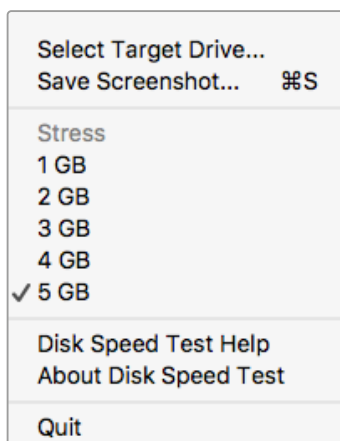 Select Target Drive...
Save Screenshot... ⌘S
Stress
1 GB
2 GB
3 GB
4 GB
✓ 5 GB
Disk Speed Test Help
About Disk Speed Test
Quit